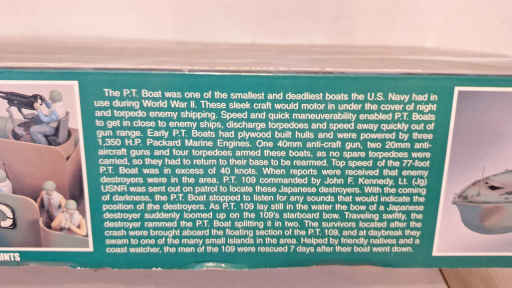 The P.T. Boat was one of the smallest and deadliest boats the U.S. Navy had in
use during World War II. These sleek craft would motor in under the cover of night
and torpedo enemy shipping. Speed and quick maneuverability enabled P.T. Boats
to get in close to enemy ships, discharge torpedoes and speed away quickly out of
gun range. Early P.T. Boats had plywood built hulls and were powered by three
1,350 H.P. Packard Marine Engines. One 40mm anti-craft gun, two 20mm anti-
aircraft guns and four torpedoes armed these boats, as no spare torpedoes were
carried, so they had to return to their base to be rearmed. Top speed of the 77-foot
P.T. Boat was in excess of 40 knots. When reports were received that enemy
destroyers were in the area, P.T. 109 commanded by John F. Kennedy, Lt. (Jg)
USNR was sent out on patrol to locate these Japanese destroyers. With the coming
of darkness, the P.T. Boat stopped to listen for any sounds that would indicate the
position of the destroyers. As P.T. 109 lay still in the water the bow of a Japanese
destroyer suddenly loomed up on the 109's starboard bow. Traveling swiftly, the
destroyer rammed the P.T. Boat splitting it in two. The survivors located after the
crash were brought aboard the floating section of the P.T. 109, and at daybreak they
swam to one of the many small islands in the area. Helped by friendly natives and a
coast watcher, the men of the 109 were rescued 7 days after their boat went down.